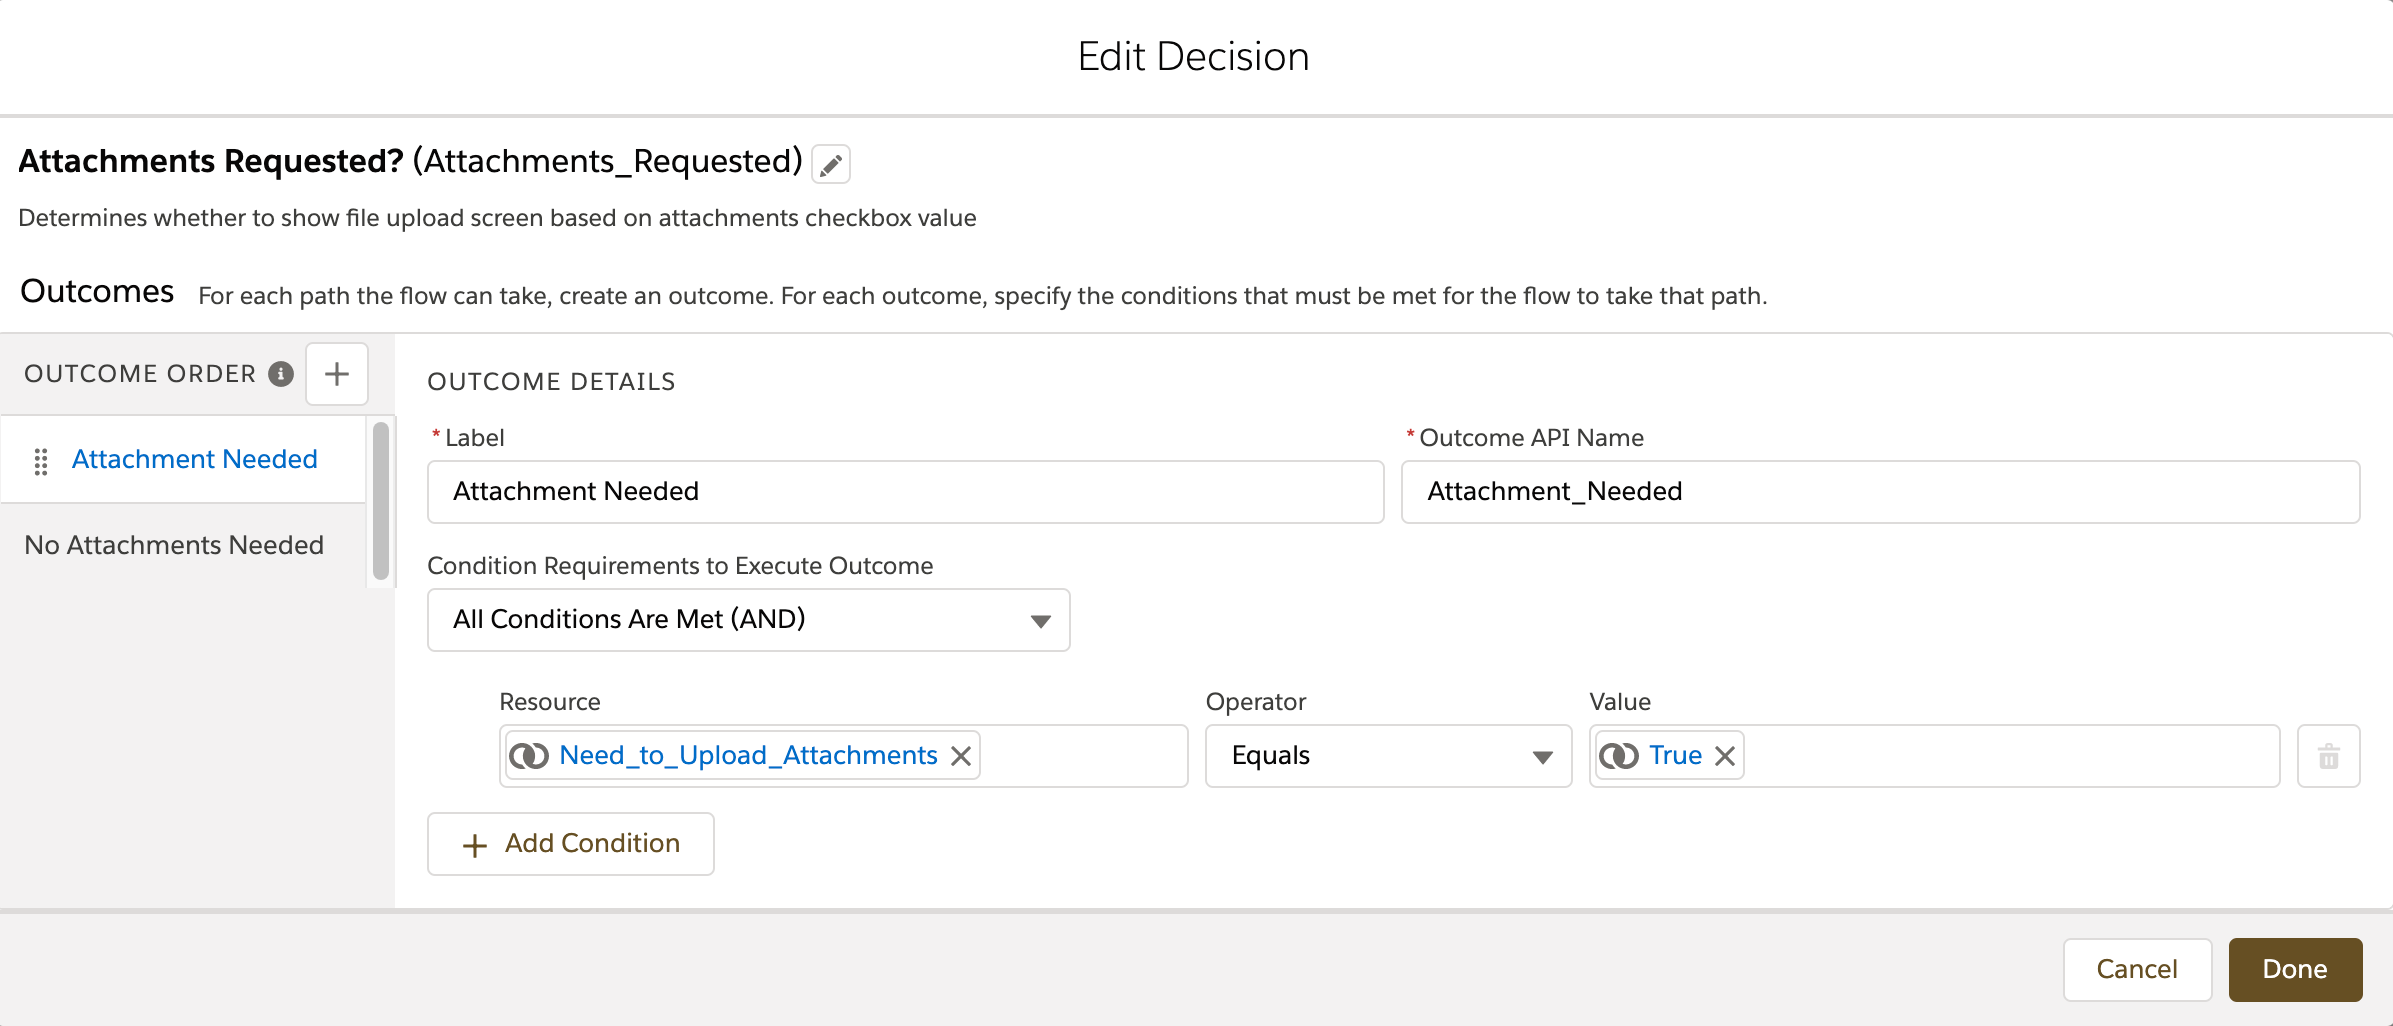 Edit Decision
Attachments Requested? (Attachments_Requested)
Determines whether to show file upload screen based on attachments checkbox value
Outcomes For each path the flow can take, create an outcome. For each outcome, specify the conditions that must be met for the flow to take that path.
OUTCOME ORDER
Attachment Needed
No Attachments Needed
OUTCOME DETAILS
* Label
Attachment Needed
* Outcome API Name
Attachment_Needed
Condition Requirements to Execute Outcome
All Conditions Are Met (AND)
Resource
Need_to_Upload_Attachments
Operator
Equals
Value
True
Add Condition
Cancel
Done